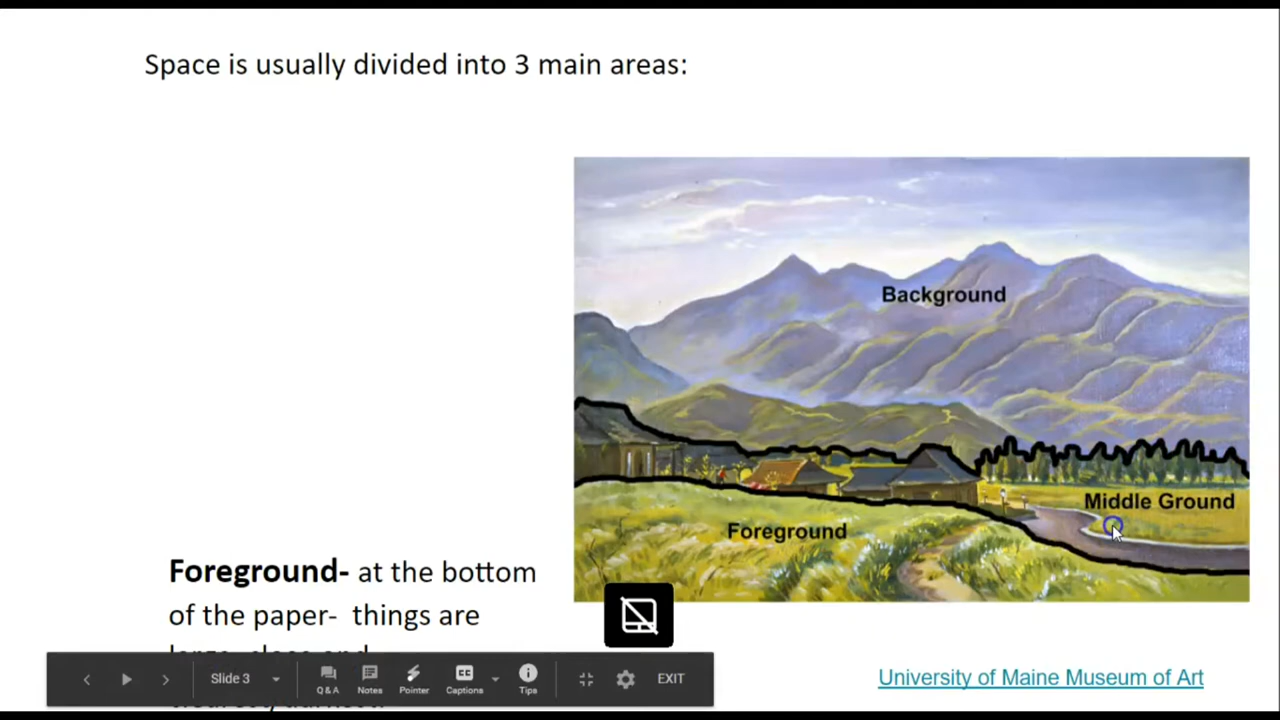 Space is usually divided into 3 main areas:
Background
Middle Ground
Foreground
Foreground- at the bottom
of the paper- things are
University of Maine Museum of Art
Slide 3
Q&A
Notes
Pointer
Captions
Tips
EXIT